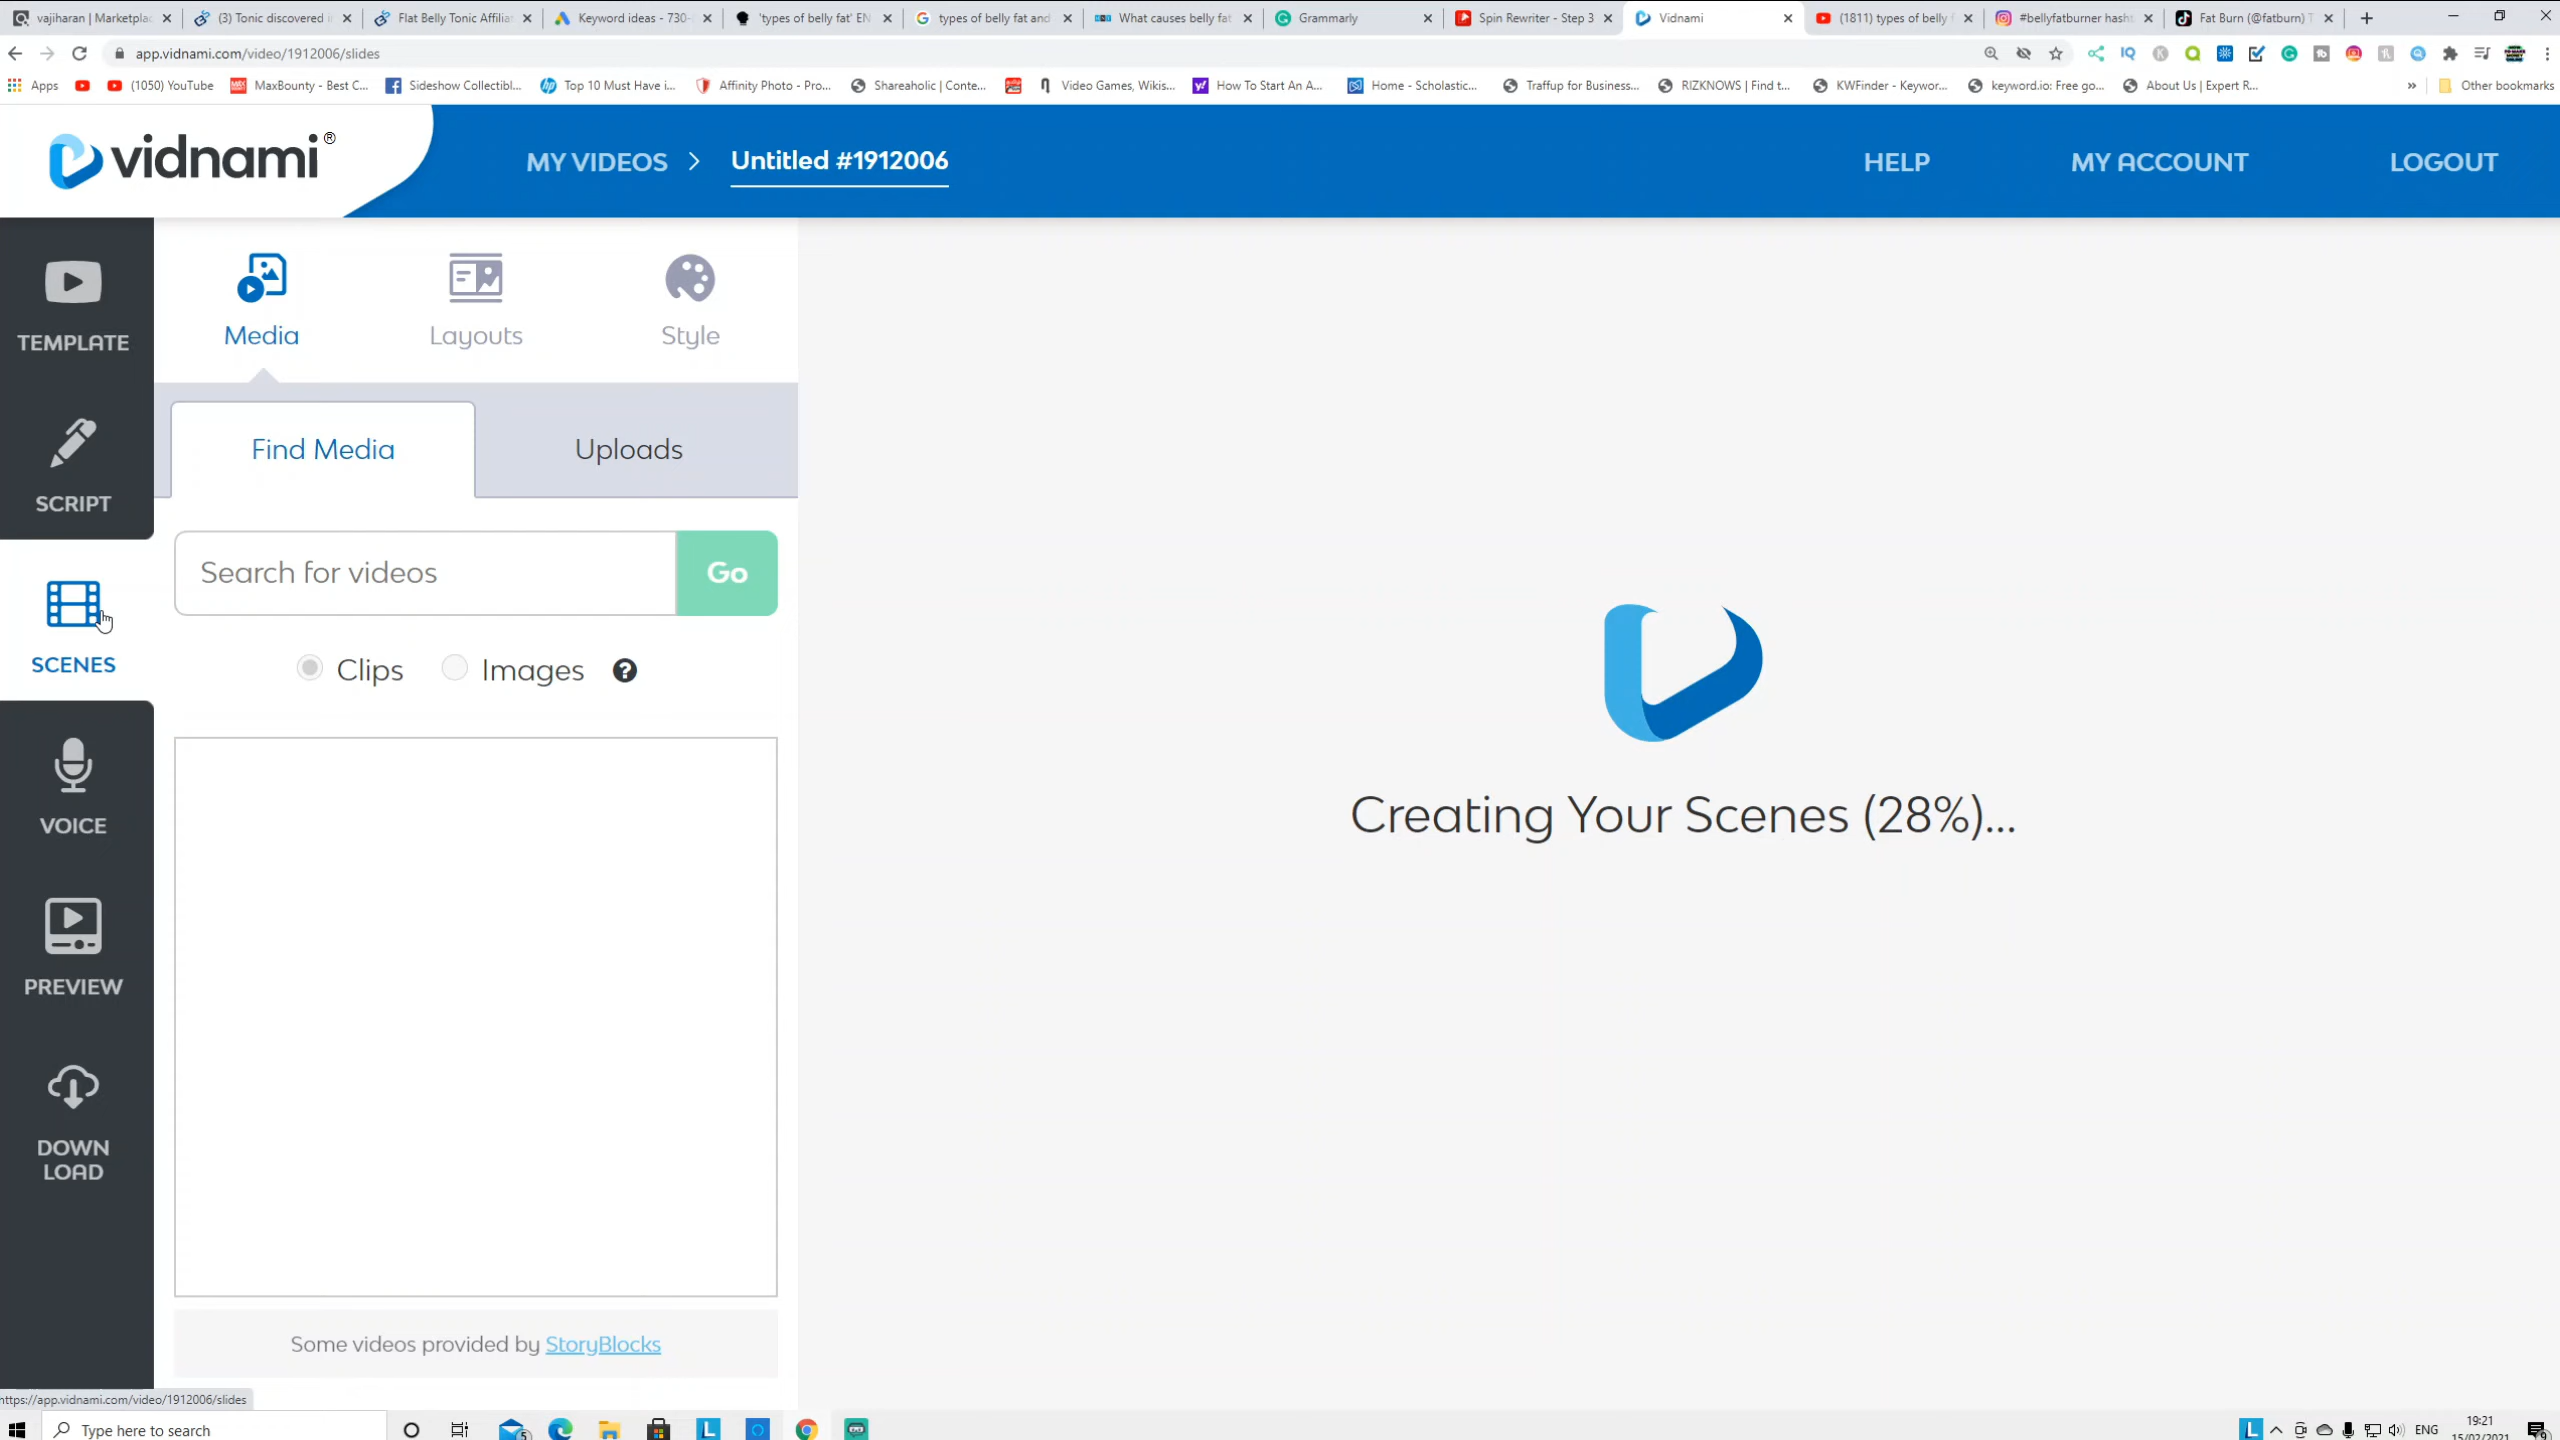 vajiharan | Marketplac
(3) Tonic discovered i
Flat Belly Tonic Affilia
Keyword ideas - 730-
'types of belly fat' EN
types of belly fat and
What causes belly fat
Grammarly
Spin Rewriter - Step 3
Vidnami
(1811) types of belly f
#bellyfatburner hasht
Fat Burn (@fatburn) T
app.vidnami.com/video/1912006/slides
Apps
(1050) YouTube
MaxBounty - Best C...
Sideshow Collectibl...
Top 10 Must Have i...
Affinity Photo - Pro...
Shareaholic | Conte...
Video Games, Wikis...
How To Start An A...
Home - Scholastic...
Traffup for Business...
RIZKNOWS | Find t...
KWFinder - Keywor...
keyword.io: Free go...
About Us | Expert R...
Other bookmarks
vidnami®
MY VIDEOS > Untitled #1912006
HELP
MY ACCOUNT
LOGOUT
TEMPLATE
SCRIPT
SCENES
VOICE
PREVIEW
DOWN
LOAD
Media
Layouts
Style
Find Media
Uploads
Search for videos
Go
Clips
Images
?
Creating Your Scenes (28%)...
Some videos provided by StoryBlocks
https://app.vidnami.com/video/1912006/slides
Type here to search
ENG
19:21
15/02/2021